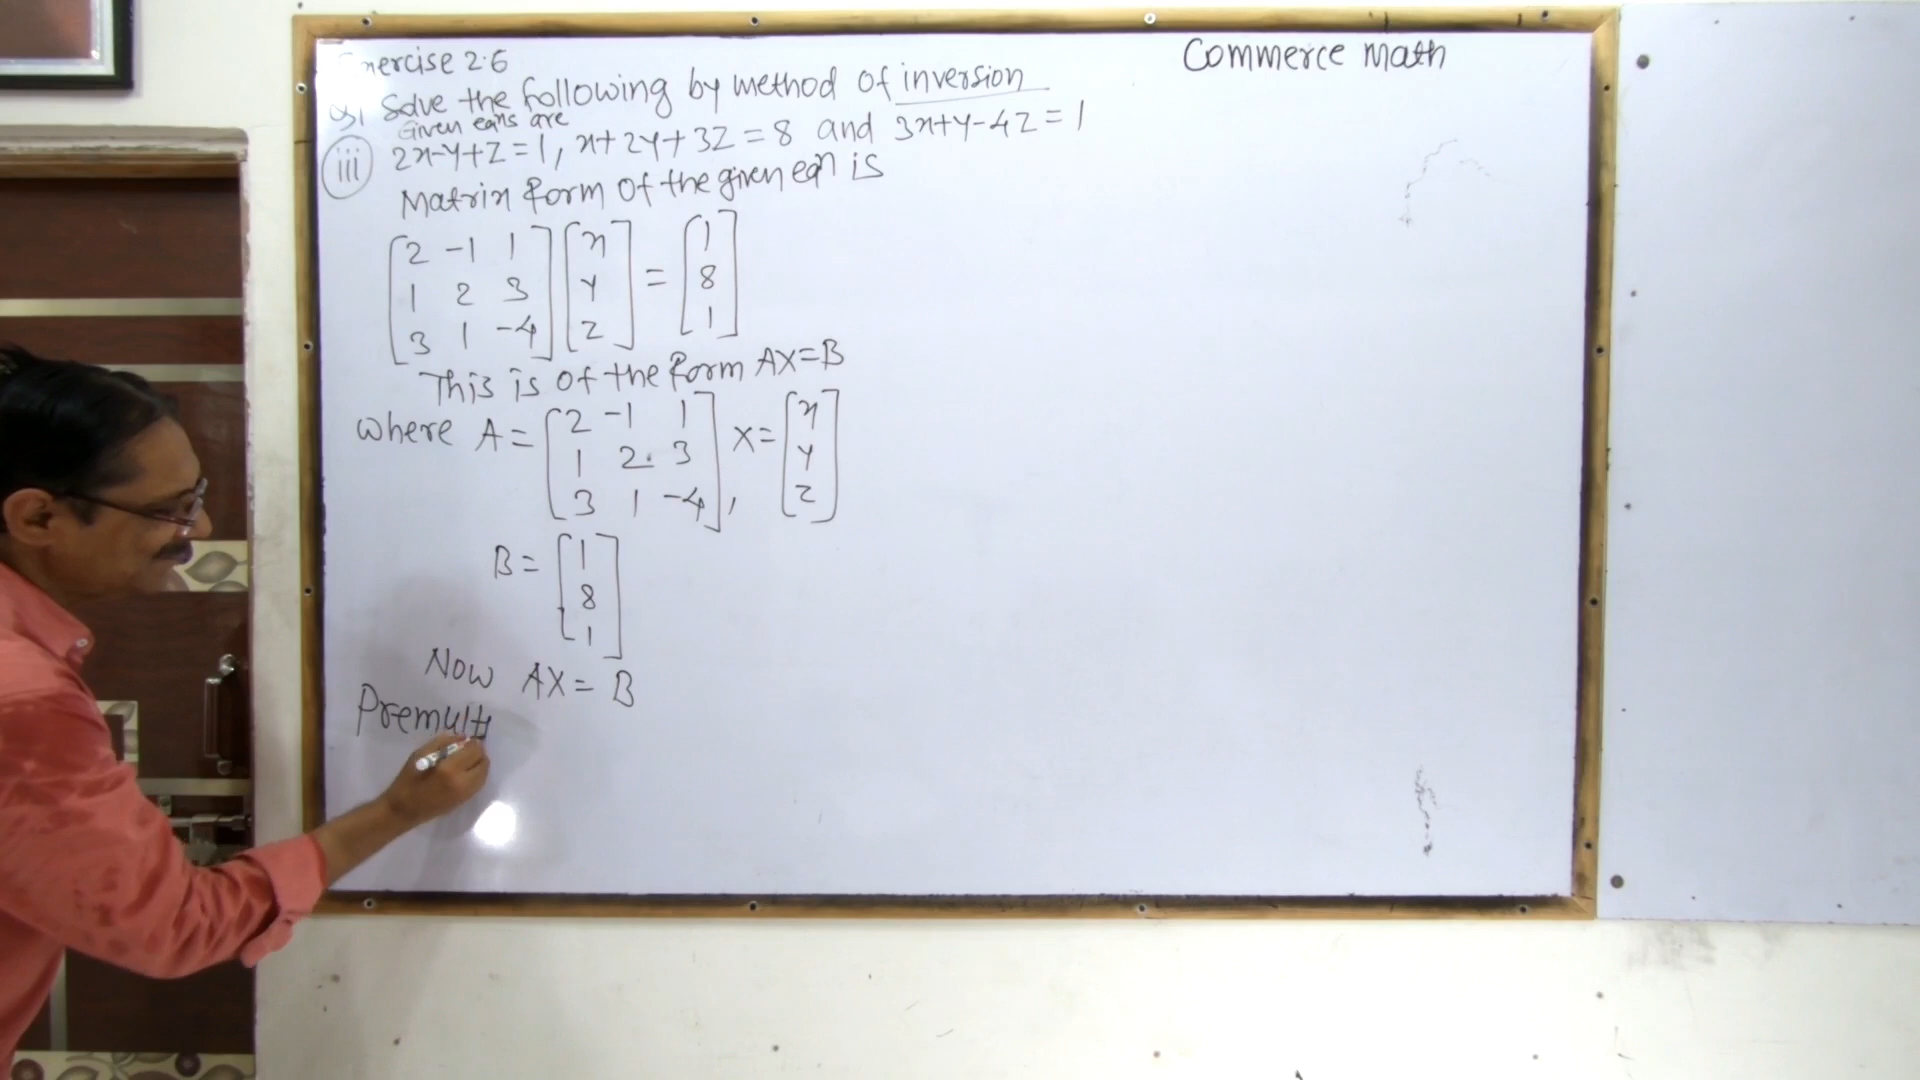 Commerce Math
Exercise 2.6
Q1 Solve the following by method of inversion
Given eqns are
iii 2x-y+z=1, x+2y+3z=8 and 3x+y-4z=1
Matrix form of the given eqn is
[2 -1 1] [x] = [1]
[1 2 3] [y] [8]
[3 1 -4] [z] [1]
This is of the form AX=B
where A = [2 -1 1] X = [x]
[1 2 3] [y]
[3 1 -4], [z]
B = [1]
[8]
[1]
Now AX = B
Premulti